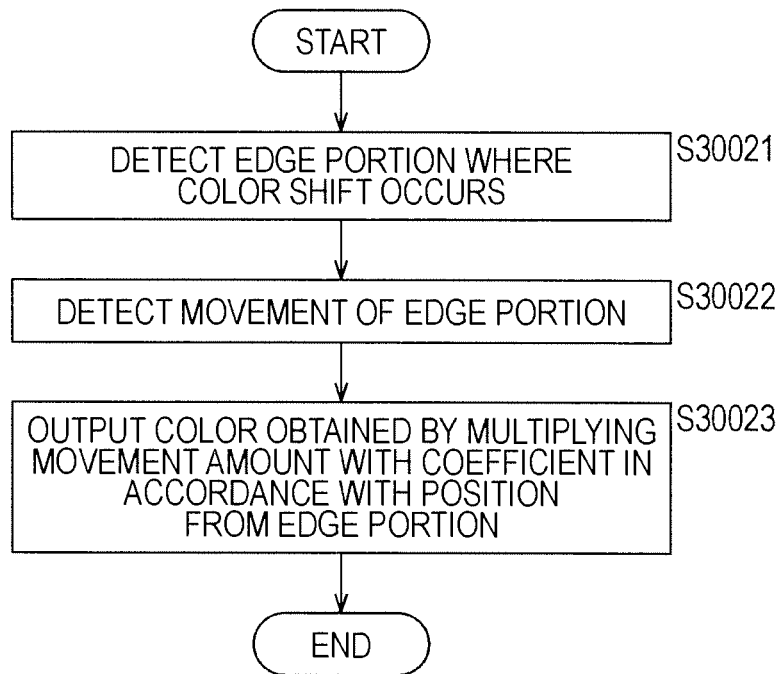 START
DETECT EDGE PORTION WHERE
COLOR SHIFT OCCURS
S30021
DETECT MOVEMENT OF EDGE PORTION
S30022
OUTPUT COLOR OBTAINED BY MULTIPLYING
MOVEMENT AMOUNT WITH COEFFICIENT IN
ACCORDANCE WITH POSITION
FROM EDGE PORTION
S30023
END